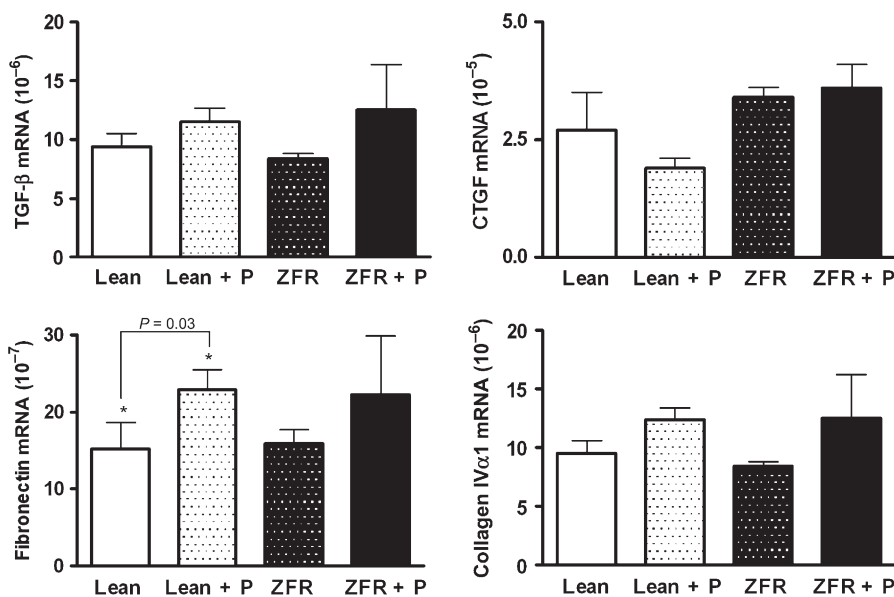 TGF-β mRNA (10⁻⁶)
20
15
10
5
0
Lean Lean + P ZFR ZFR + P
CTGF mRNA (10⁻⁵)
5.0
2.5
0.0
Lean Lean + P ZFR ZFR + P
Fibronectin mRNA (10⁻⁷)
30
20
10
0
P = 0.03
*
*
Lean Lean + P ZFR ZFR + P
Collagen IVα1 mRNA (10⁻⁶)
20
15
10
5
0
Lean Lean + P ZFR ZFR + P